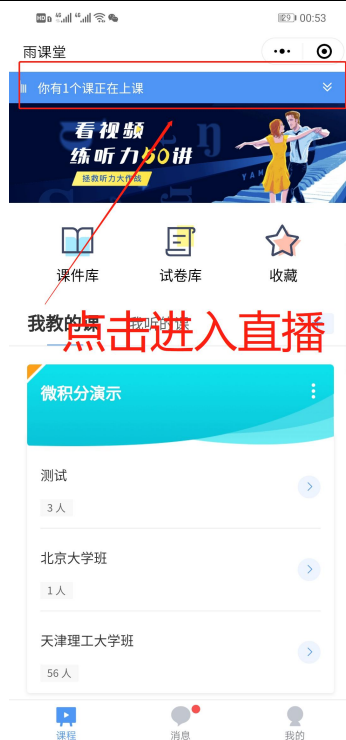 00:53
雨课堂
你有1个课正在上课
看视频
练听力50讲
拯救听力大作战
YAM
课件库
试卷库
收藏
我教的课
我听的课
点击进入直播
微积分演示
测试
3 人
北京大学班
1 人
天津理工大学班
56 人
课程
消息
我的